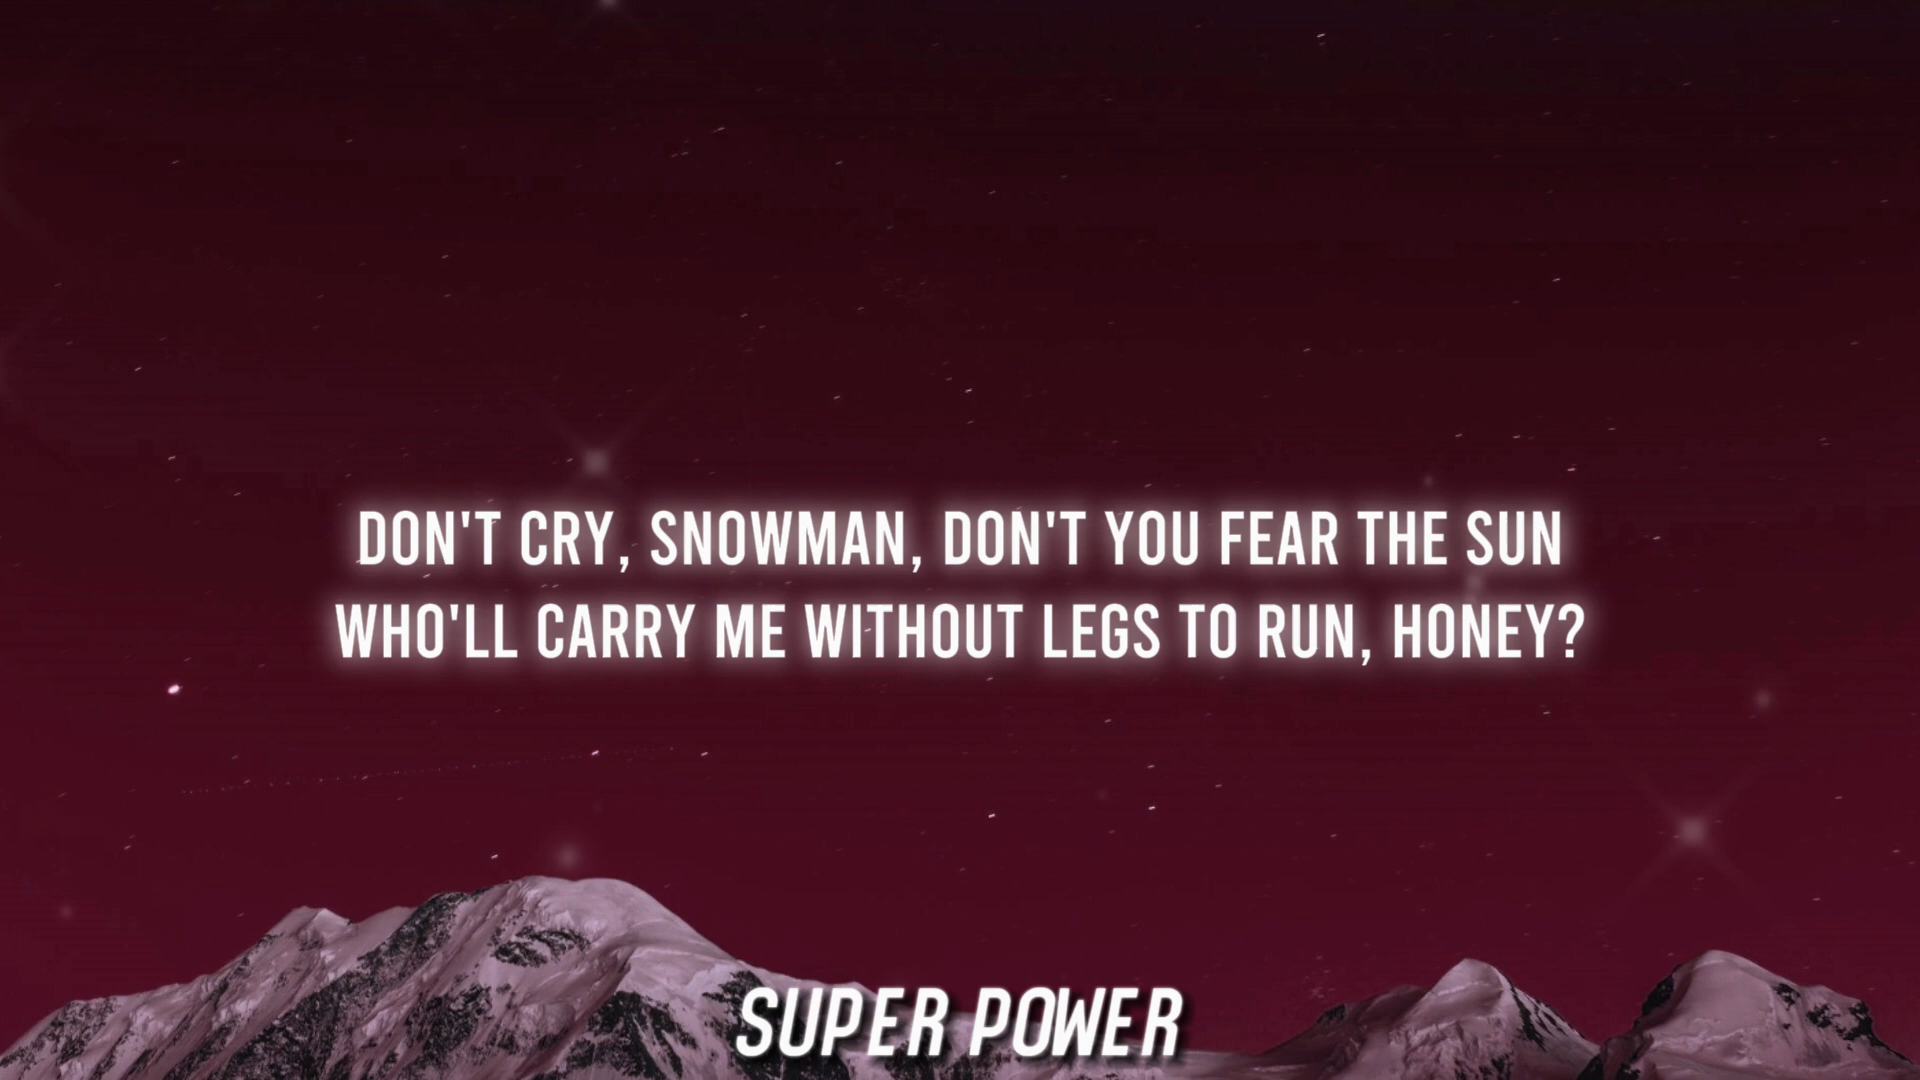 DON'T CRY, SNOWMAN, DON'T YOU FEAR THE SUN
WHO'LL CARRY ME WITHOUT LEGS TO RUN, HONEY?
SUPER POWER